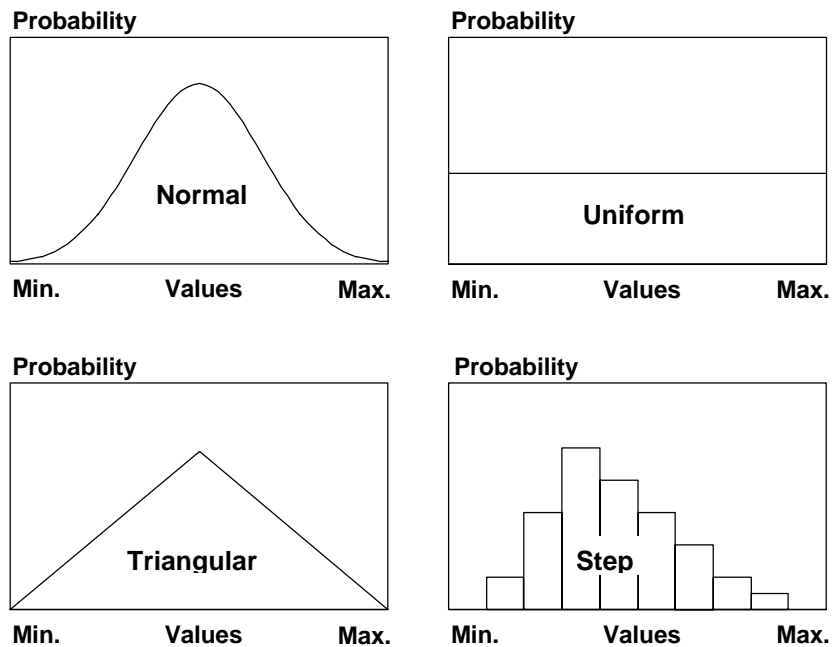 Probability
Normal
Min. Values Max.
Probability
Uniform
Min. Values Max.
Probability
Triangular
Min. Values Max.
Probability
Step
Min. Values Max.